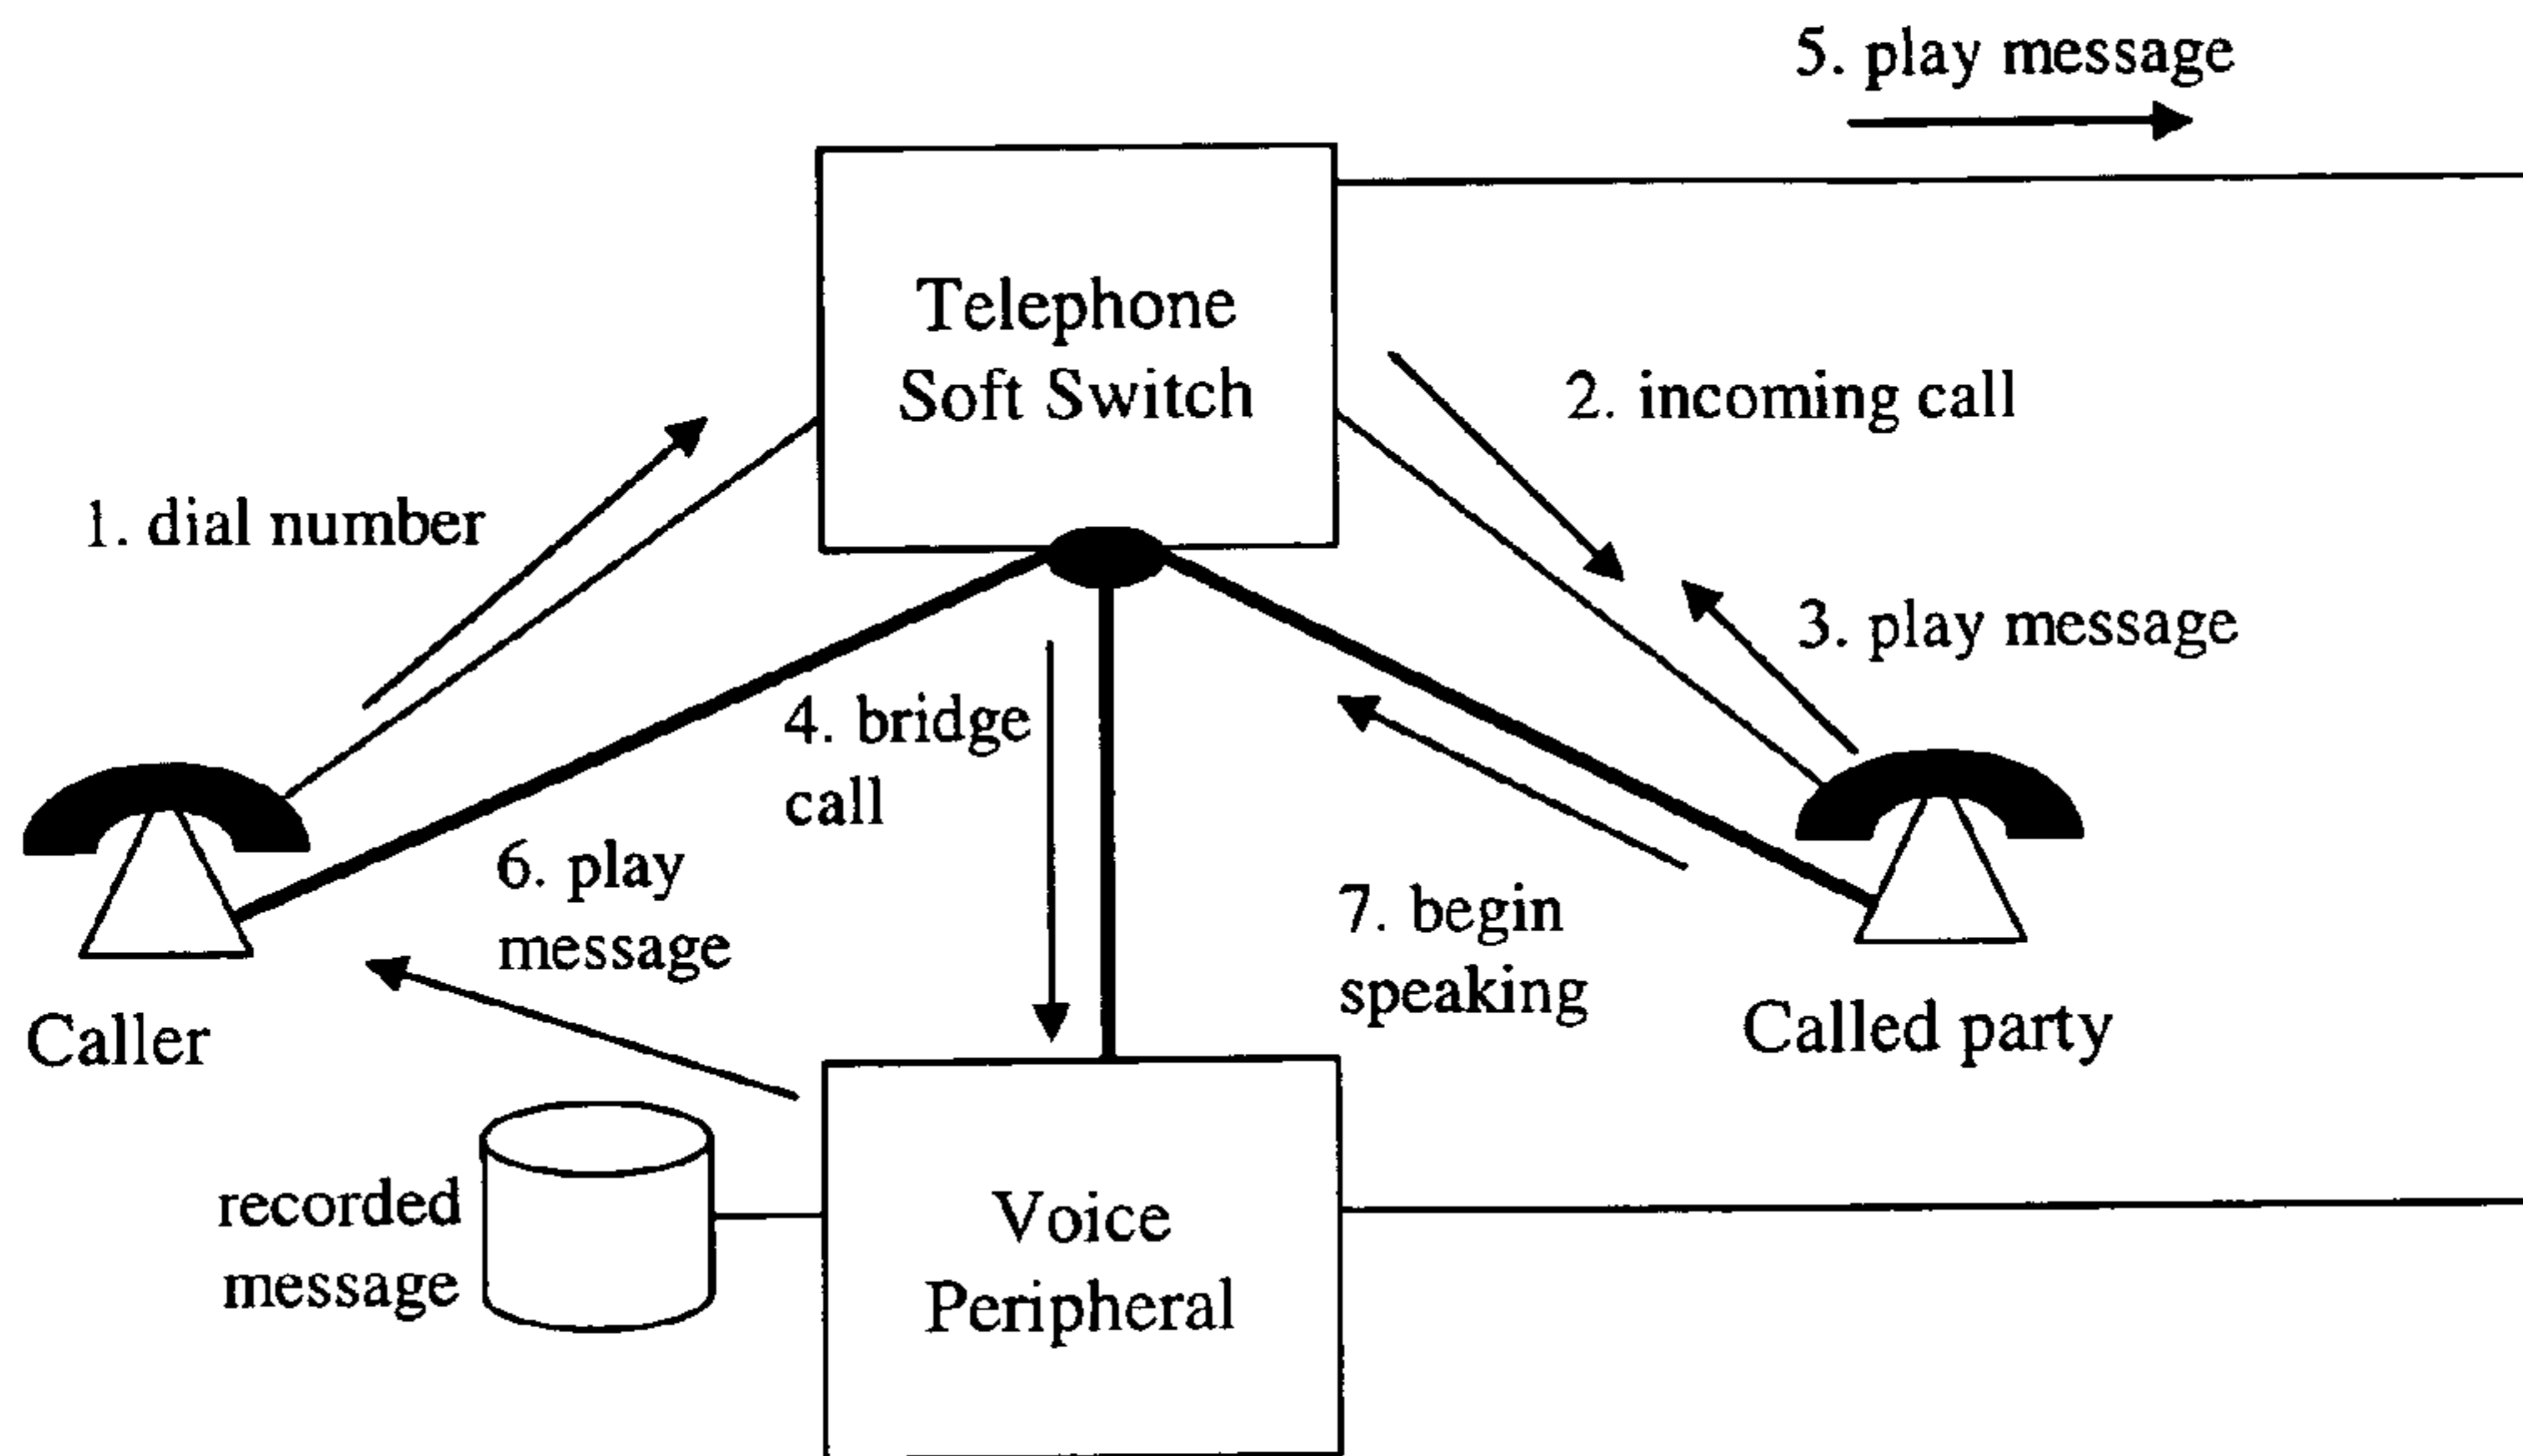 5. play message
Telephone
Soft Switch
2. incoming call
1. dial number
3. play message
4. bridge
call
6. play
message
7. begin
speaking
Caller
Called party
recorded
message
Voice
Peripheral